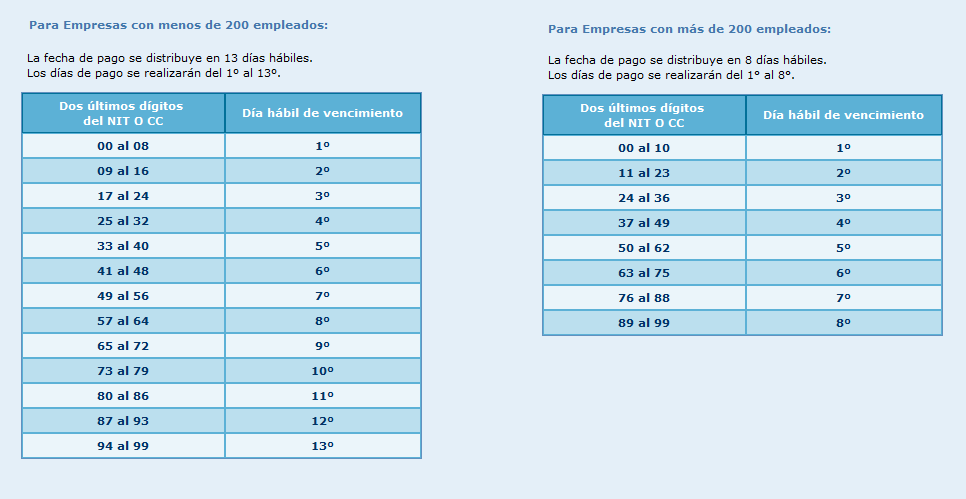 Para Empresas con menos de 200 empleados:
La fecha de pago se distribuye en 13 días hábiles.
Los días de pago se realizarán del 1º al 13º.
Dos últimos dígitos
del NIT O CC
Día hábil de vencimiento
00 al 08 1º
09 al 16 2º
17 al 24 3º
25 al 32 4º
33 al 40 5º
41 al 48 6º
49 al 56 7º
57 al 64 8º
65 al 72 9º
73 al 79 10º
80 al 86 11º
87 al 93 12º
94 al 99 13º
Para Empresas con más de 200 empleados:
La fecha de pago se distribuye en 8 días hábiles.
Los días de pago se realizarán del 1° al 8°.
Dos últimos dígitos
del NIT O CC
Día hábil de vencimiento
00 al 10 1º
11 al 23 2º
24 al 36 3º
37 al 49 4º
50 al 62 5º
63 al 75 6º
76 al 88 7º
89 al 99 8º